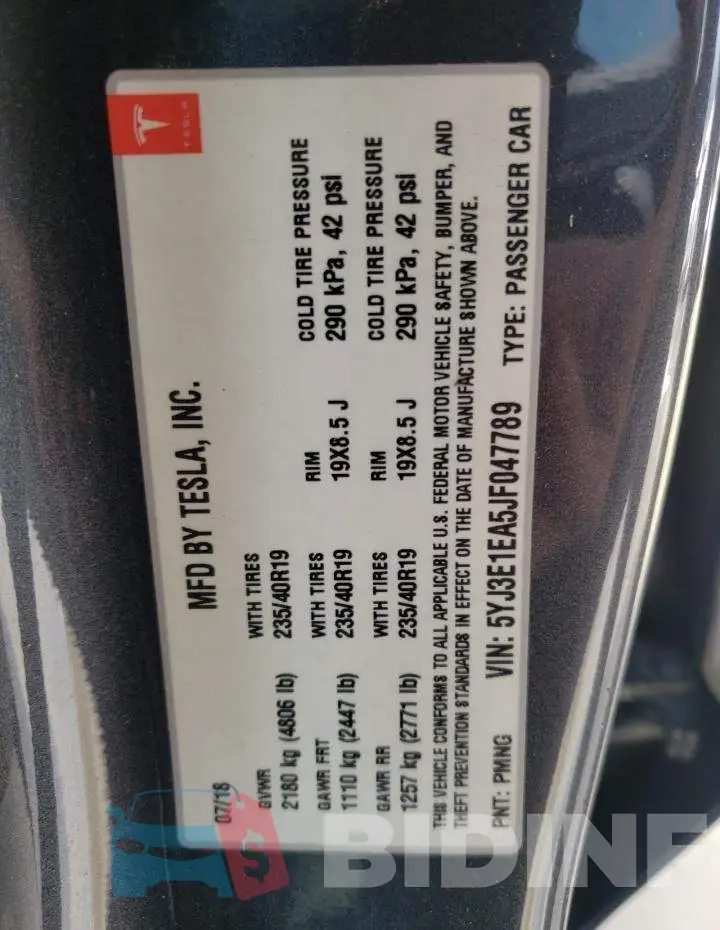 TESLA
MFD BY TESLA, INC.
07/18
GVWR WITH TIRES
2180 kg (4806 lb) 235/40R19
GAWR FRT WITH TIRES RIM COLD TIRE PRESSURE
1110 kg (2447 lb) 235/40R19 19X8.5 J 290 kPa, 42 psi
GAWR RR WITH TIRES RIM COLD TIRE PRESSURE
1257 kg (2771 lb) 235/40R19 19X8.5 J 290 kPa, 42 psi
THIS VEHICLE CONFORMS TO ALL APPLICABLE U.S. FEDERAL MOTOR VEHICLE SAFETY, BUMPER, AND
THEFT PREVENTION STANDARDS IN EFFECT ON THE DATE OF MANUFACTURE SHOWN ABOVE.
PNT: PMNG VIN: 5YJ3E1EA5JF047789 TYPE: PASSENGER CAR
$ BIDINF